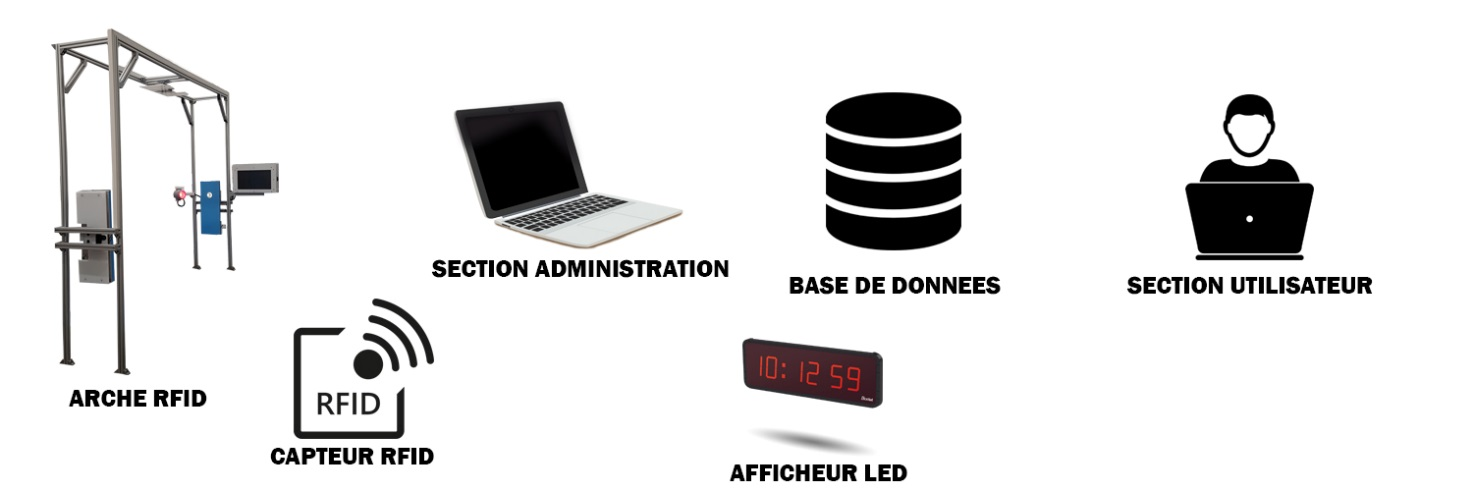 SECTION ADMINISTRATION
BASE DE DONNEES
SECTION UTILISATEUR
ARCHE RFID
RFID
CAPTEUR RFID
10:12 59
AFFICHEUR LED